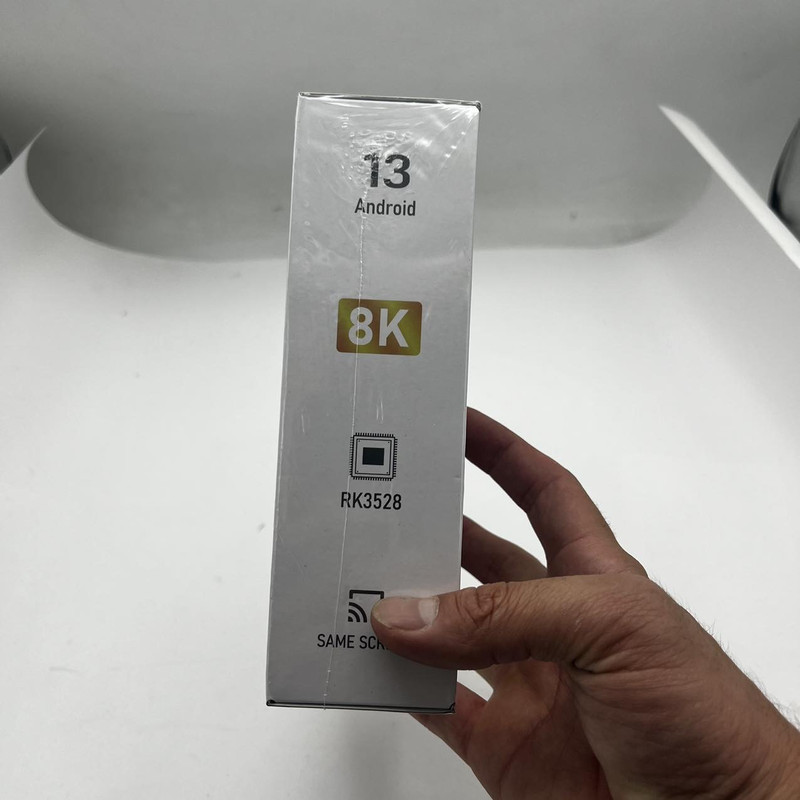 13
Android
8K
RK3528
SAME